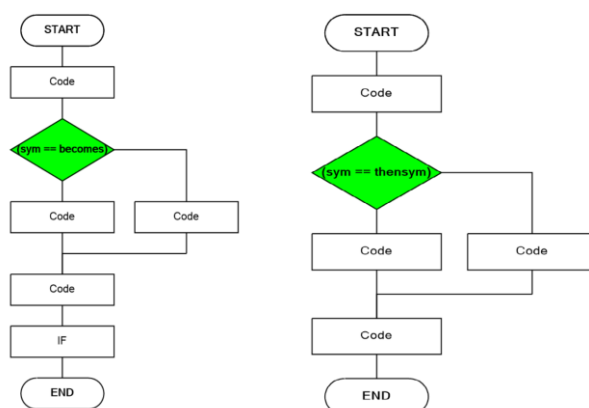 START
Code
(sym == becomes)
Code
Code
Code
IF
END
START
Code
(sym == thensym)
Code
Code
Code
END